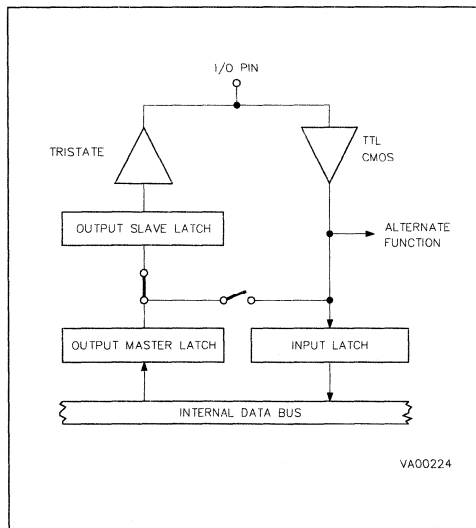 I/O PIN
TRISTATE
TTL
CMOS
OUTPUT SLAVE LATCH
ALTERNATE
FUNCTION
OUTPUT MASTER LATCH
INPUT LATCH
INTERNAL DATA BUS
VA00224